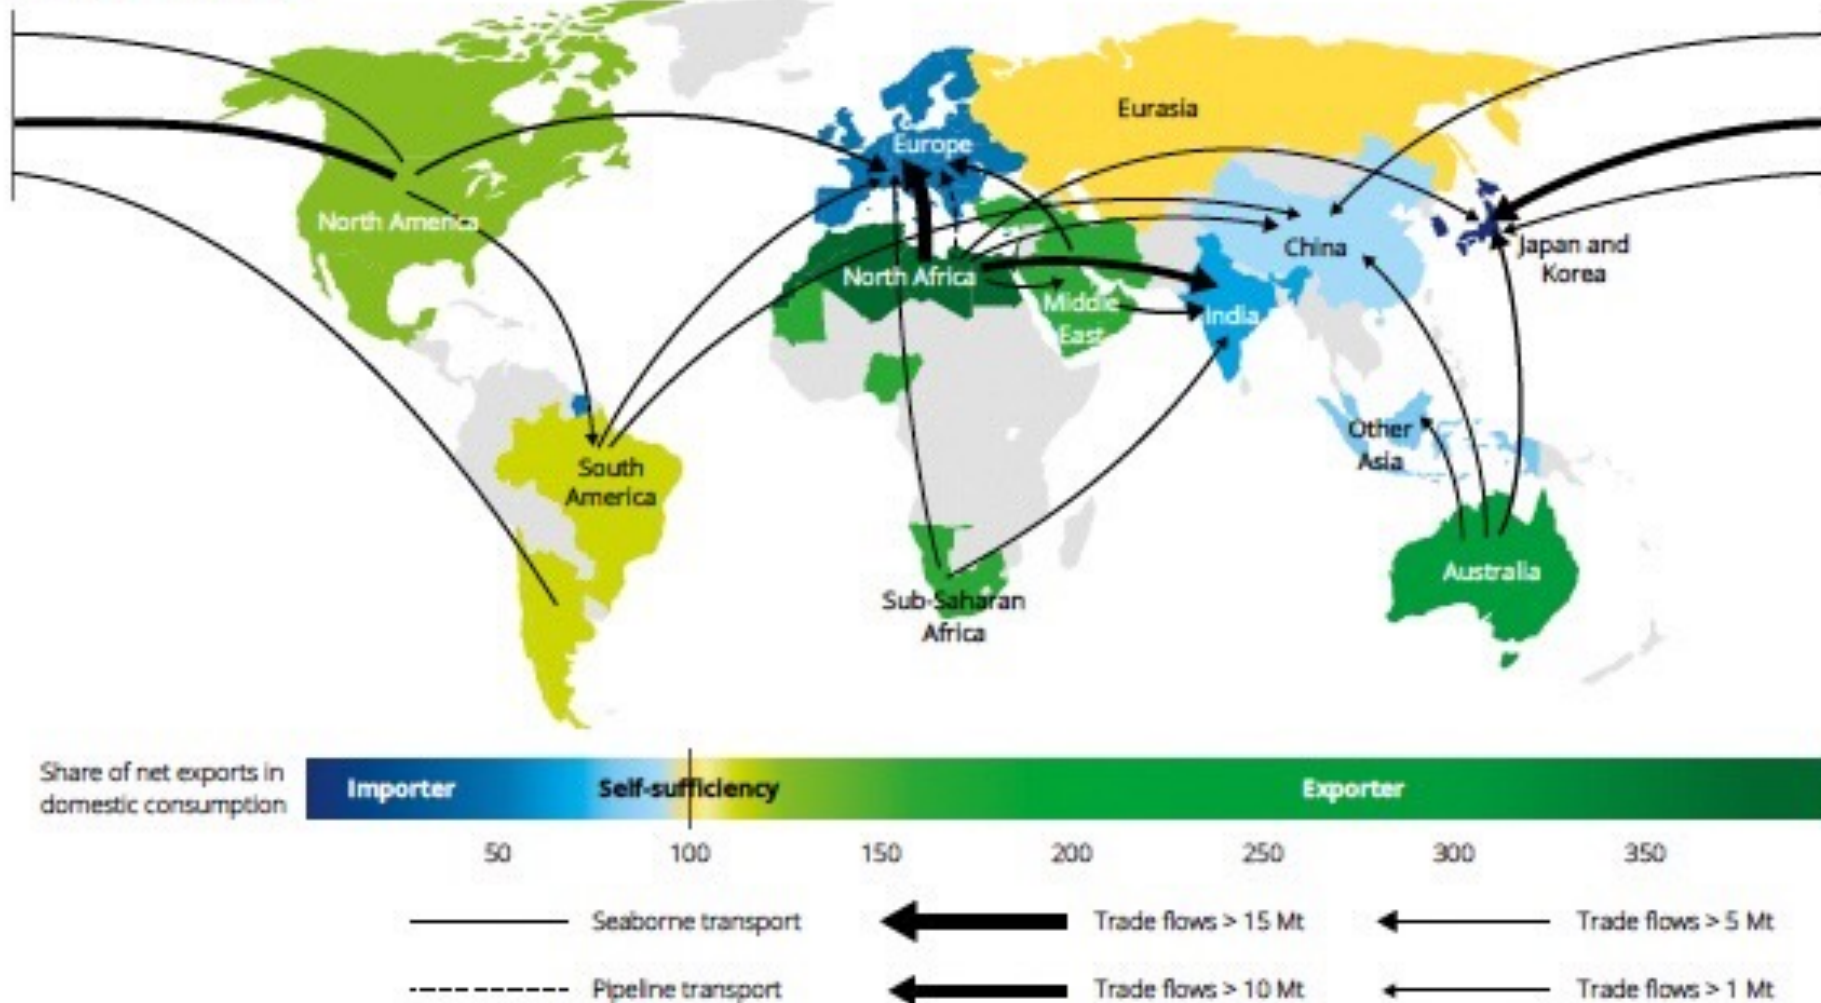 Eurasia
Europe
North America
China
Japan and
Korea
North Africa
Middle
East
India
Other
Asia
South
America
Australia
Sub-Saharan
Africa
Share of net exports in
domestic consumption
Importer
Self-sufficiency
Exporter
50 100 150 200 250 300 350
Seaborne transport
Trade flows > 15 Mt
Trade flows > 5 Mt
Pipeline transport
Trade flows > 10 Mt
Trade flows > 1 Mt